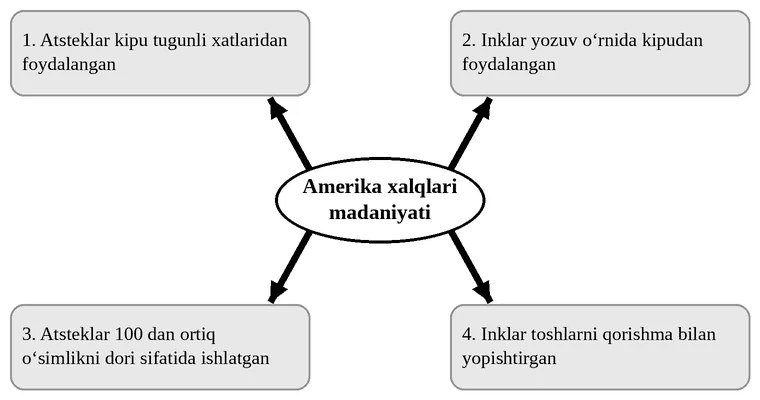 1. Atsteklar kipu tugunli xatlaridan
foydalangan
2. Inklar yozuv o‘rnida kipudan
foydalangan
Amerika xalqlari
madaniyati
3. Atsteklar 100 dan ortiq
o‘simlikni dori sifatida ishlatgan
4. Inklar toshlarni qorishma bilan
yopishtirgan